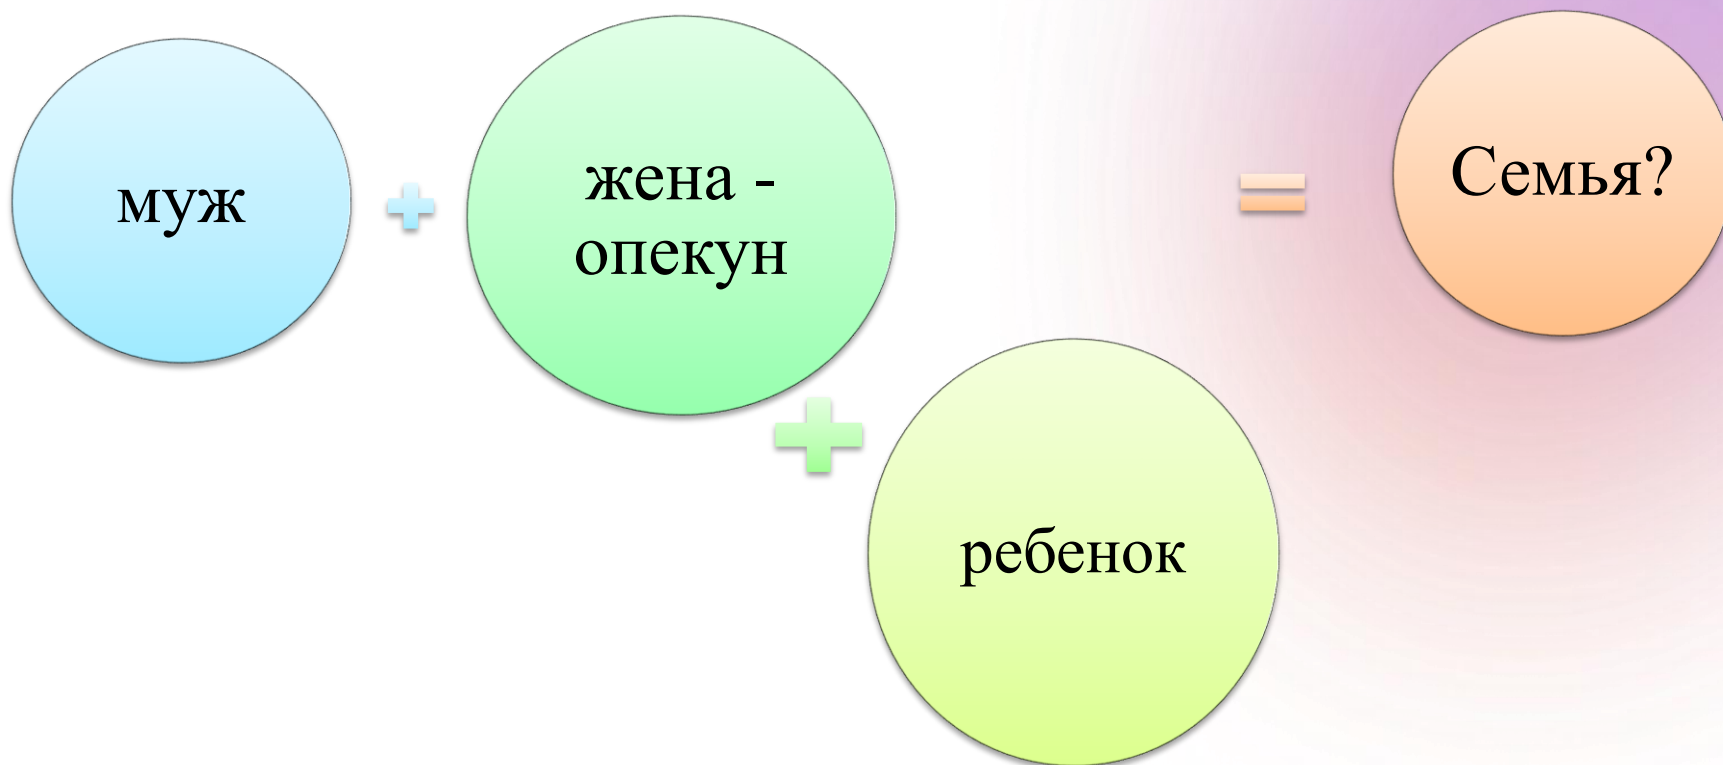 муж
жена -
опекун
ребенок
Семья?